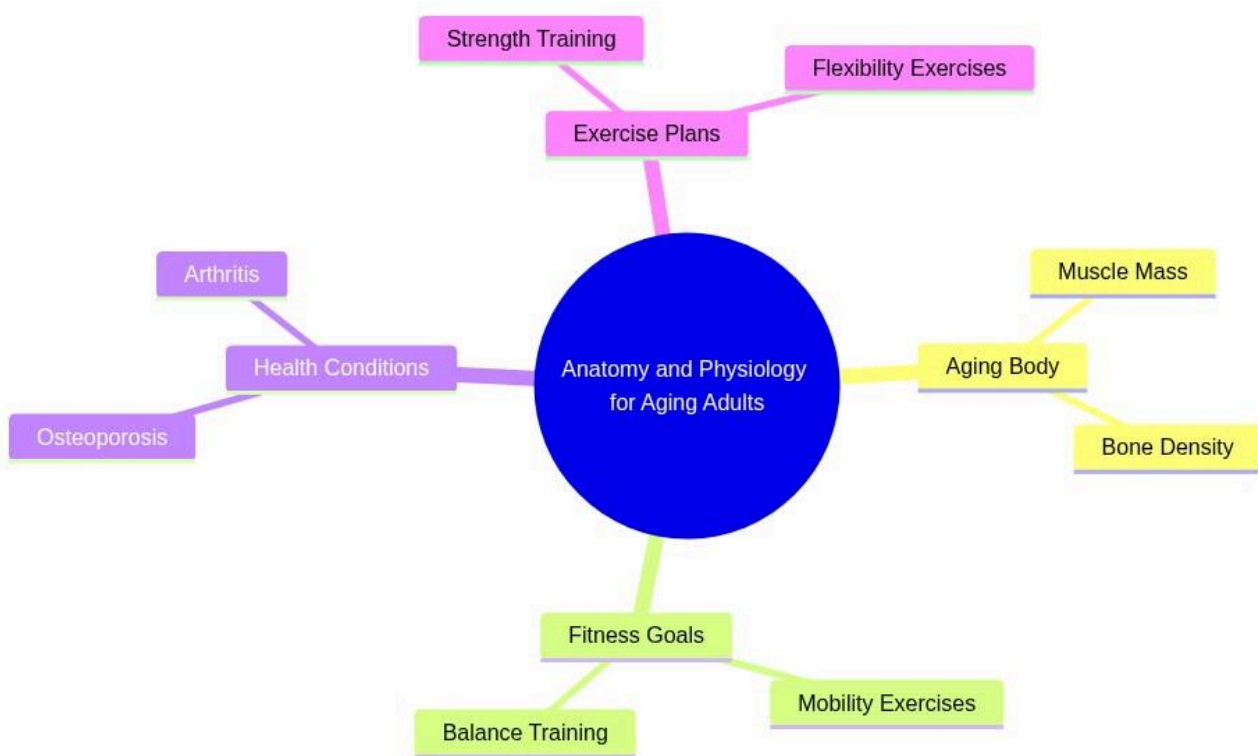 Strength Training
Flexibility Exercises
Exercise Plans
Arthritis
Health Conditions
Osteoporosis
Anatomy and Physiology
for Aging Adults
Muscle Mass
Aging Body
Bone Density
Fitness Goals
Mobility Exercises
Balance Training